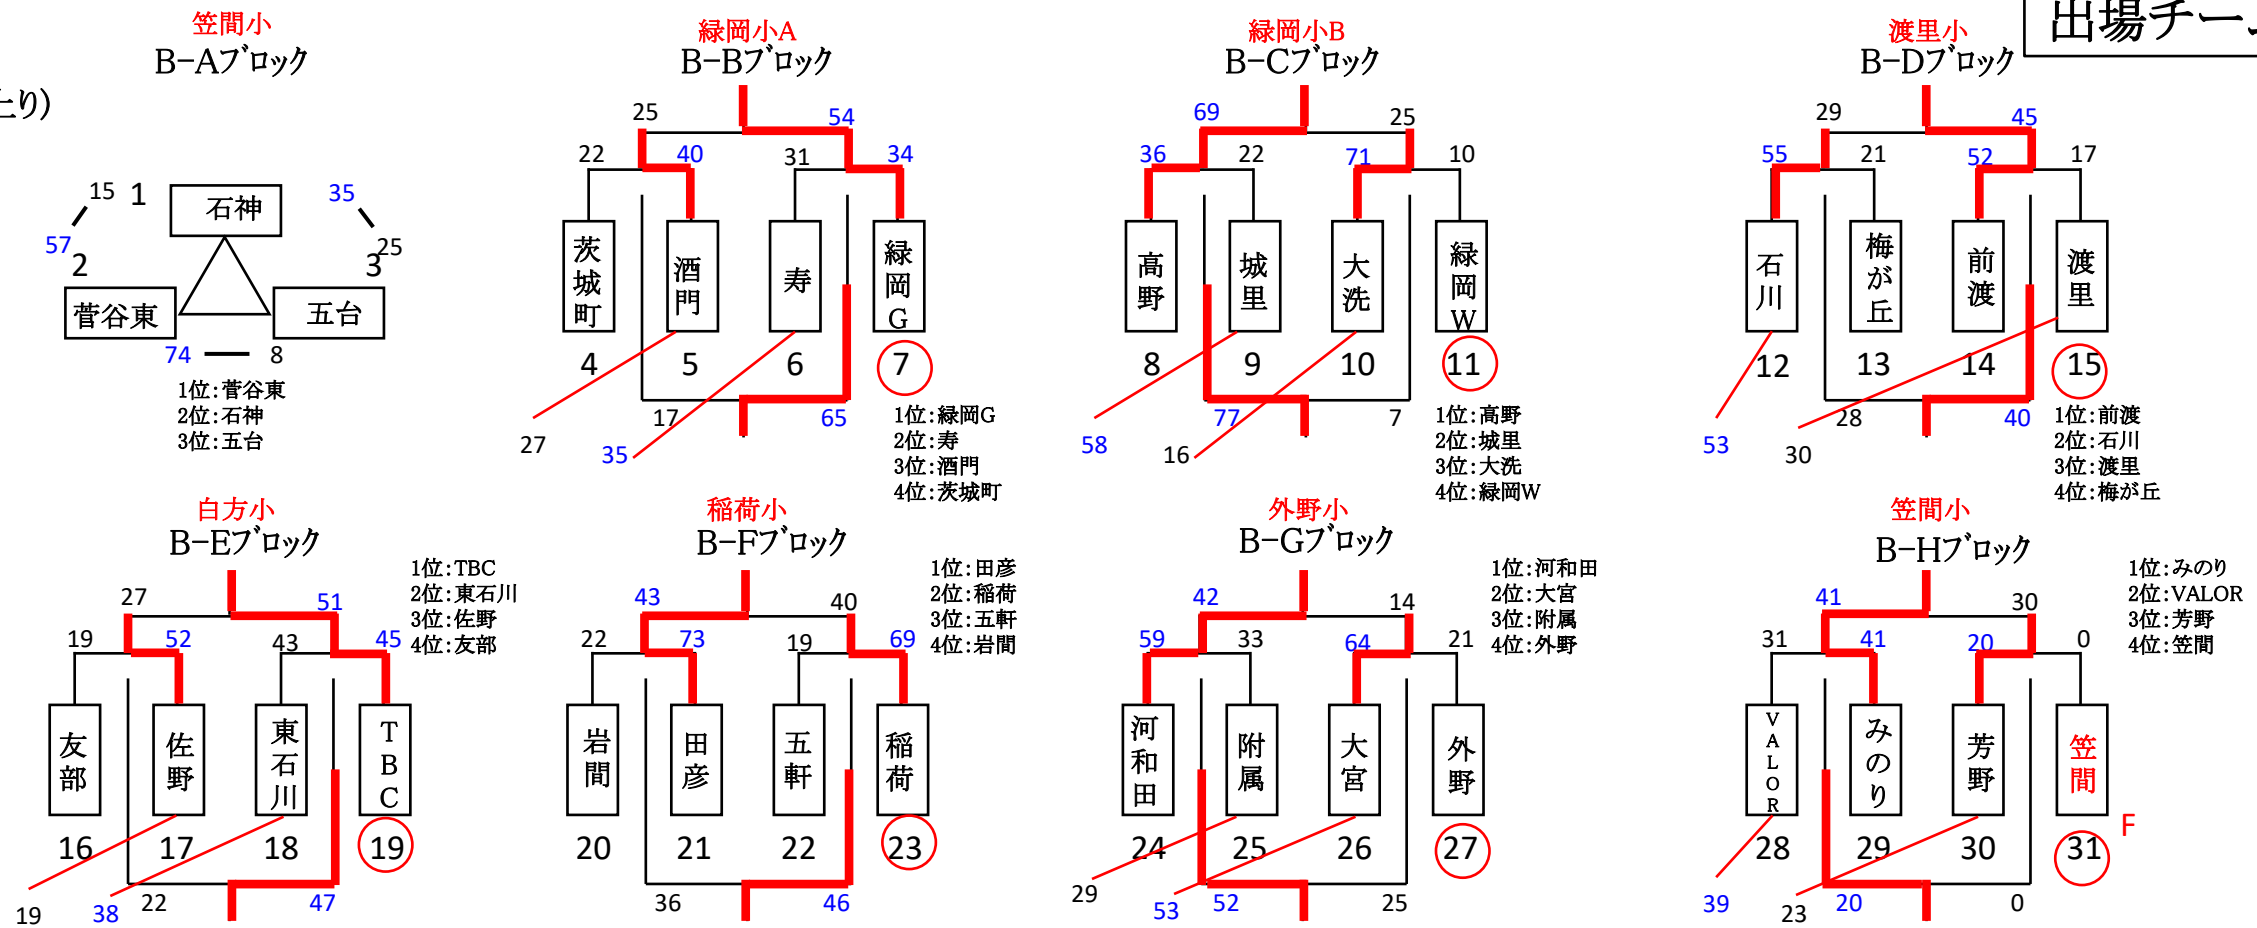 出場チー
上り)
笠間小
B-Aブロック
15
1
石神
35
57
2
25
3
菅谷東
五台
74
8
1位:菅谷東
2位:石神
3位:五台
緑岡小A
B-Bブロック
25
54
22
40
31
34
茨城町
酒門
寿
緑岡G
4
5
6
7
17
65
27
35
1位:緑岡G
2位:寿
3位:酒門
4位:茨城町
緑岡小B
B-Cブロック
69
25
36
22
71
10
高野
城里
大洗
緑岡W
8
9
10
11
77
7
58
16
1位:高野
2位:城里
3位:大洗
4位:緑岡W
渡里小
B-Dブロック
29
45
55
21
52
17
石川
梅が丘
前渡
渡里
12
13
14
15
28
40
53
30
1位:前渡
2位:石川
3位:渡里
4位:梅が丘
白方小
B-Eブロック
1位:TBC
2位:東石川
3位:佐野
4位:友部
27
51
19
52
43
45
友部
佐野
東石川
TBC
16
17
18
19
22
47
19
38
稲荷小
B-Fブロック
1位:田彦
2位:稲荷
3位:五軒
4位:岩間
43
40
22
73
19
69
岩間
田彦
五軒
稲荷
20
21
22
23
36
46
外野小
B-Gブロック
1位:河和田
2位:大宮
3位:附属
4位:外野
42
14
59
33
64
21
河和田
附属
大宮
外野
24
25
26
27
29
53
52
25
笠間小
B-Hブロック
1位:みのり
2位:VALOR
3位:芳野
4位:笠間
41
30
31
41
20
0
VALOR
みのり
芳野
笠間
28
29
30
31
F
39
23
20
0